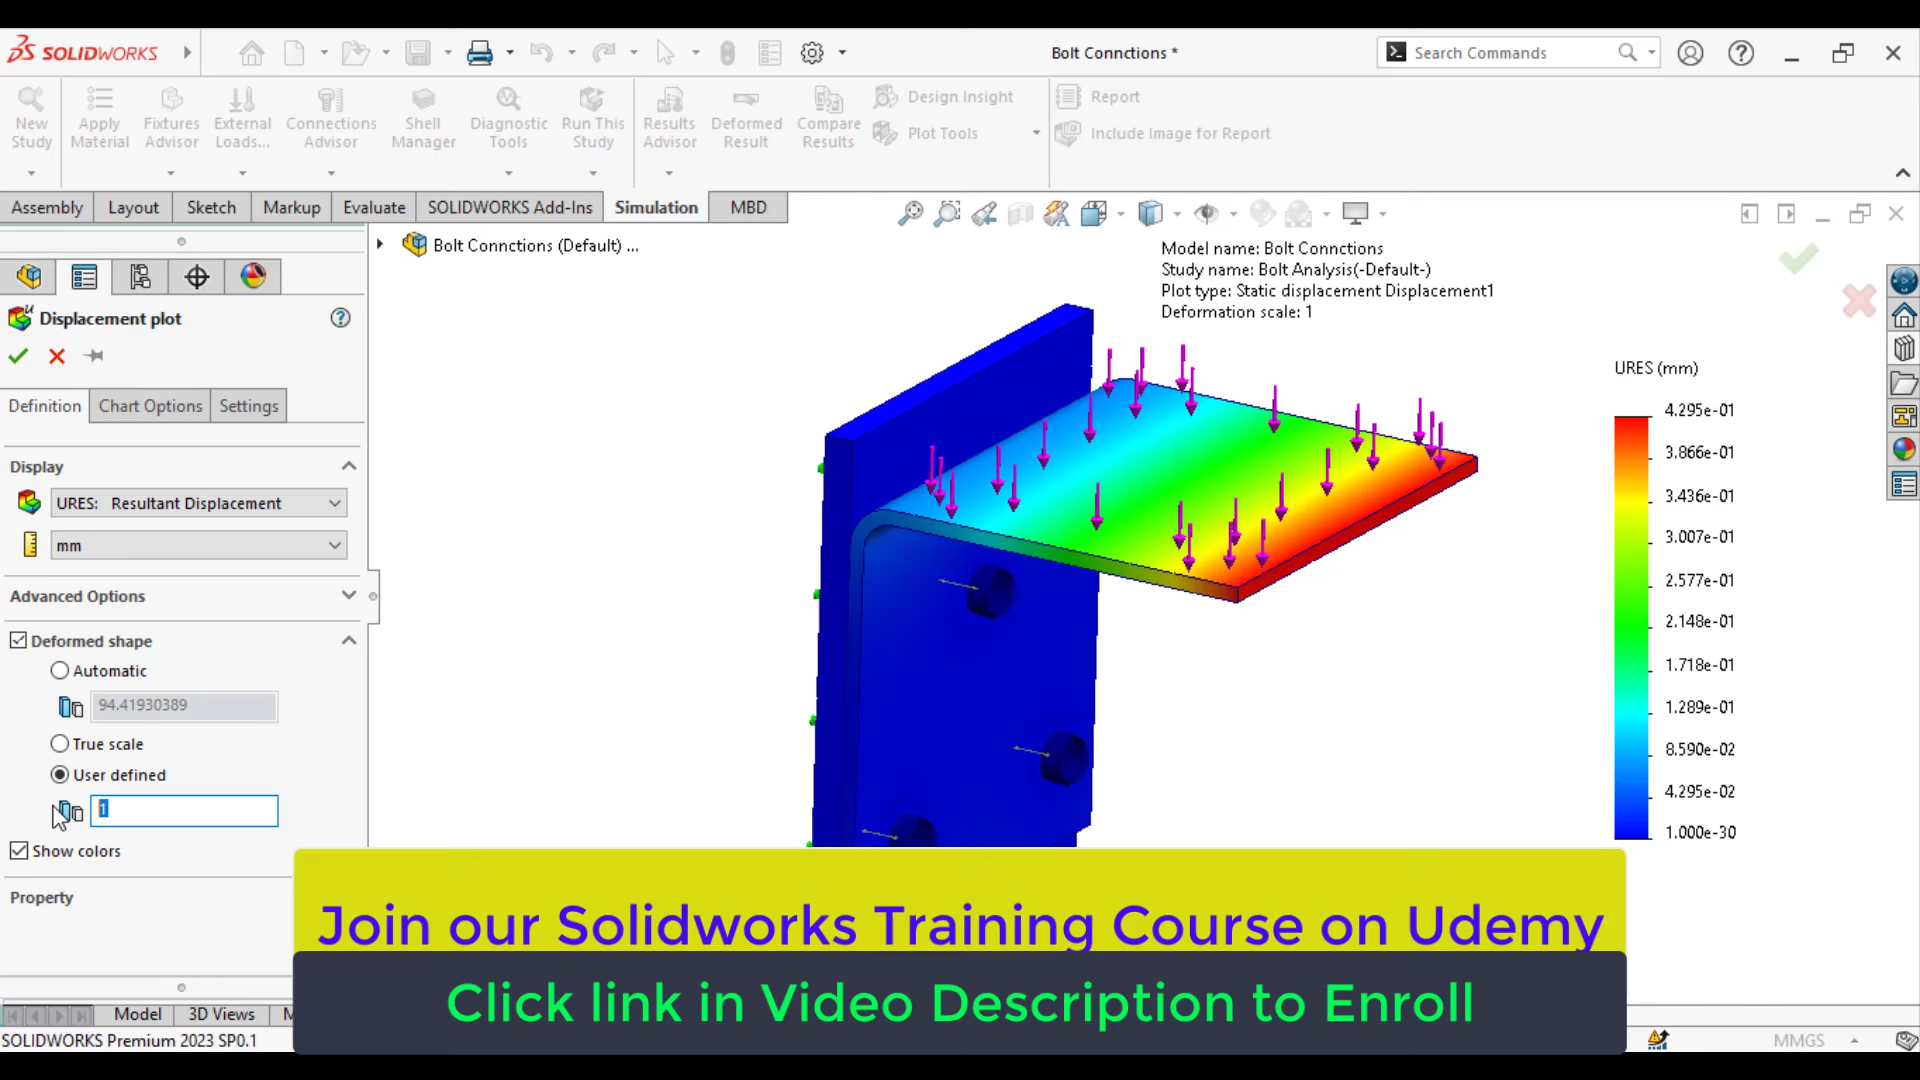 SOLIDWORKS
Bolt Connctions *
Search Commands
New Study
Apply Material
Fixtures Advisor
External Loads...
Connections Advisor
Shell Manager
Diagnostic Tools
Run This Study
Results Advisor
Deformed Result
Compare Results
Design Insight
Plot Tools
Report
Include Image for Report
Assembly
Layout
Sketch
Markup
Evaluate
SOLIDWORKS Add-Ins
Simulation
MBD
Bolt Connctions (Default) ...
Model name: Bolt Connctions
Study name: Bolt Analysis(-Default-)
Plot type: Static displacement Displacement1
Deformation scale: 1
Displacement plot
Definition
Chart Options
Settings
Display
URES: Resultant Displacement
mm
Advanced Options
Deformed shape
Automatic
94.41930389
True scale
User defined
1
Show colors
Property
URES (mm)
4.295e-01
3.866e-01
3.436e-01
3.007e-01
2.577e-01
2.148e-01
1.718e-01
1.289e-01
8.590e-02
4.295e-02
1.000e-30
Join our Solidworks Training Course on Udemy
Click link in Video Description to Enroll
Model
3D Views
M
SOLIDWORKS Premium 2023 SP0.1
MMGS